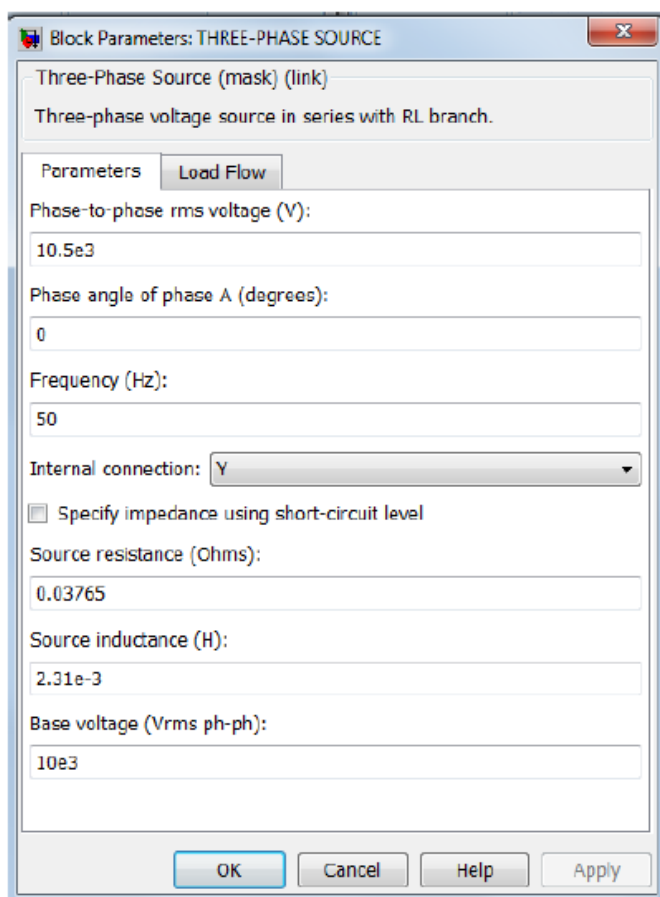 Block Parameters: THREE-PHASE SOURCE
Three-Phase Source (mask) (link)
Three-phase voltage source in series with RL branch.
Parameters Load Flow
Phase-to-phase rms voltage (V):
10.5e3
Phase angle of phase A (degrees):
0
Frequency (Hz):
50
Internal connection: Y
Specify impedance using short-circuit level
Source resistance (Ohms):
0.03765
Source inductance (H):
2.31e-3
Base voltage (Vrms ph-ph):
10e3
OK Cancel Help Apply